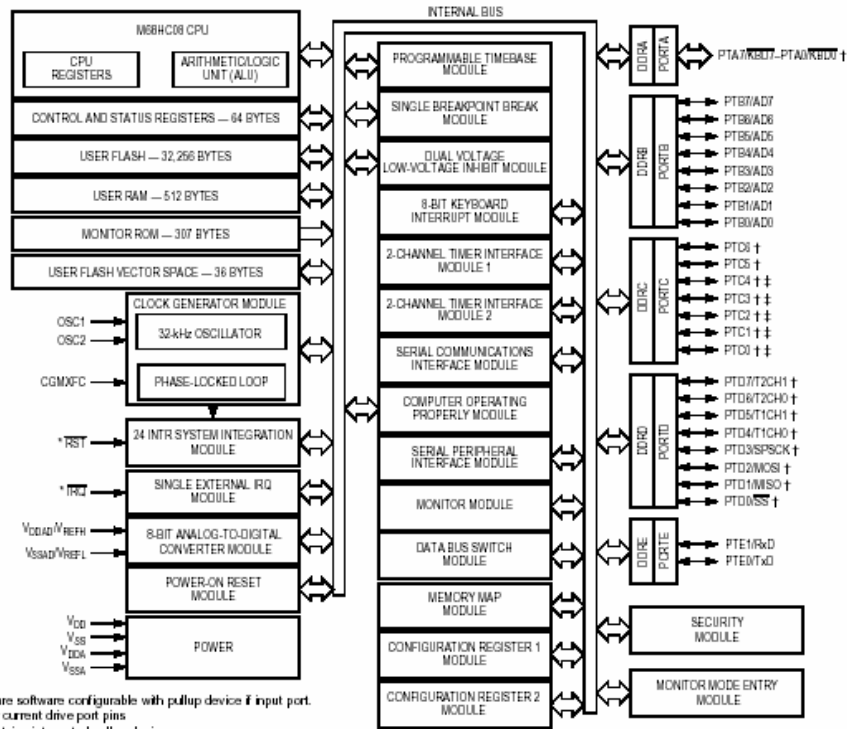 INTERNAL BUS
M68HC08 CPU
CPU
REGISTERS
ARITHMETIC/LOGIC
UNIT (ALU)
CONTROL AND STATUS REGISTERS — 64 BYTES
USER FLASH — 32,256 BYTES
USER RAM — 512 BYTES
MONITOR ROM — 307 BYTES
USER FLASH VECTOR SPACE — 36 BYTES
CLOCK GENERATOR MODULE
32-kHz OSCILLATOR
PHASE-LOCKED LOOP
OSC1
OSC2
CGMXFC
* RST
24 INTR SYSTEM INTEGRATION
MODULE
* IRQ
SINGLE EXTERNAL IRQ
MODULE
VDDAD/VREFH
VSSAD/VREFL
8-BIT ANALOG-TO-DIGITAL
CONVERTER MODULE
POWER-ON RESET
MODULE
VDD
VSS
VDDA
VSSA
POWER
PROGRAMMABLE TIMEBASE
MODULE
SINGLE BREAKPOINT BREAK
MODULE
DUAL VOLTAGE
LOW-VOLTAGE INHIBIT MODULE
8-BIT KEYBOARD
INTERRUPT MODULE
2-CHANNEL TIMER INTERFACE
MODULE 1
2-CHANNEL TIMER INTERFACE
MODULE 2
SERIAL COMMUNICATIONS
INTERFACE MODULE
COMPUTER OPERATING
PROPERLY MODULE
SERIAL PERIPHERAL
INTERFACE MODULE
MONITOR MODULE
DATA BUS SWITCH
MODULE
MEMORY MAP
MODULE
CONFIGURATION REGISTER 1
MODULE
CONFIGURATION REGISTER 2
MODULE
DDRA
PORTA
PTA7/KBD7–PTA0/KBD0 †
DDRB
PORTB
PTB7/AD7
PTB6/AD6
PTB5/AD5
PTB4/AD4
PTB3/AD3
PTB2/AD2
PTB1/AD1
PTB0/AD0
DDRC
PORTC
PTC6 †
PTC5 †
PTC4 † ‡
PTC3 † ‡
PTC2 † ‡
PTC1 † ‡
PTC0 † ‡
DDRD
PORTD
PTD7/T2CH1 †
PTD6/T2CH0 †
PTD5/T1CH1 †
PTD4/T1CH0 †
PTD3/SPSCK †
PTD2/MOSI †
PTD1/MISO †
PTD0/SS †
DDRE
PORTE
PTE1/RxD
PTE0/TxD
SECURITY
MODULE
MONITOR MODE ENTRY
MODULE
re software configurable with pullup device if input port.
current drive port pins